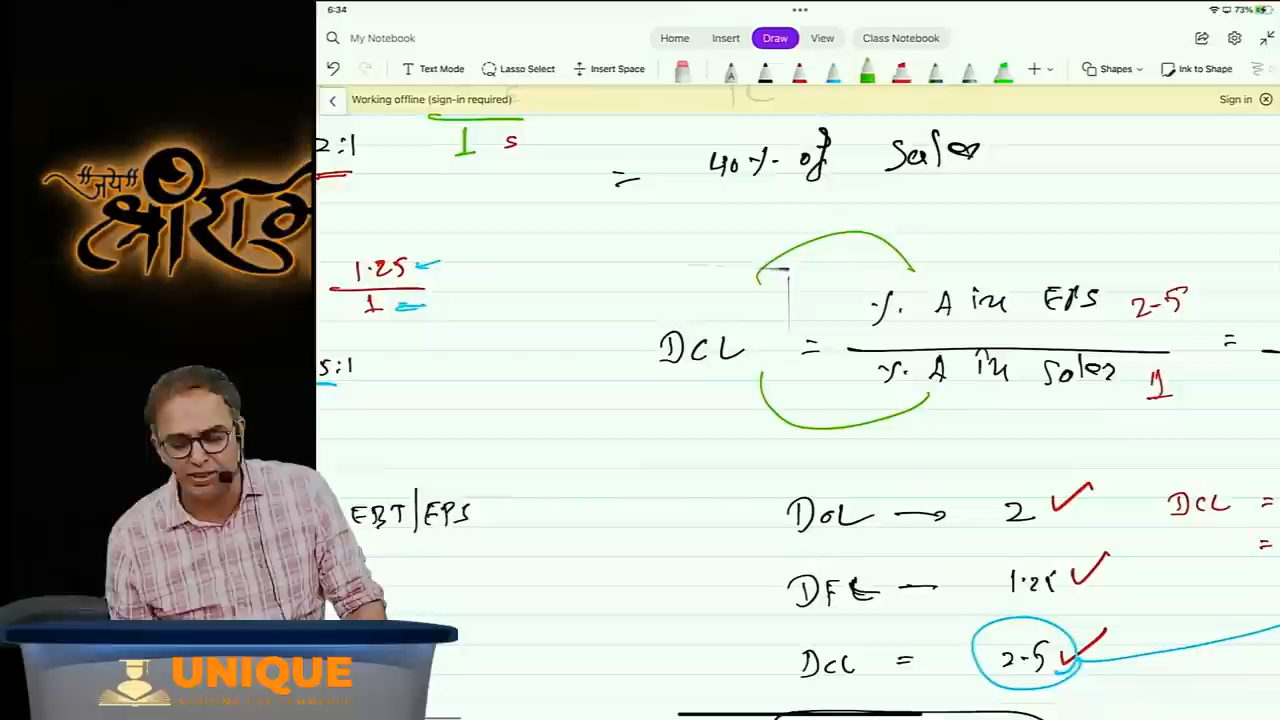 6:34
73%
My Notebook
Home Insert Draw View Class Notebook
Text Mode Lasso Select Insert Space Shapes Ink to Shape
Working offline (sign-in required) Sign in
2:1
1 s
= 40% of Sales
"जय"
श्रीराम
1.25
1
5:1
DCL = % Δ in EPS 2.5 =
% Δ in Sales 1
EBT|EPS
DOL → 2 ✓
DCL =
=
DFL — 1.25 ✓
DCL = 2.5 ✓
UNIQUE